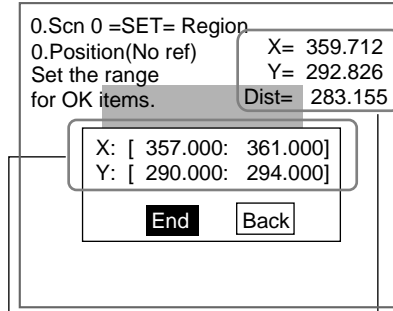 0.Scn 0 =SET= Region
0.Position(No ref)
Set the range
for OK items.
X= 359.712
Y= 292.826
Dist= 283.155
X: [ 357.000: 361.000]
Y: [ 290.000: 294.000]
End Back